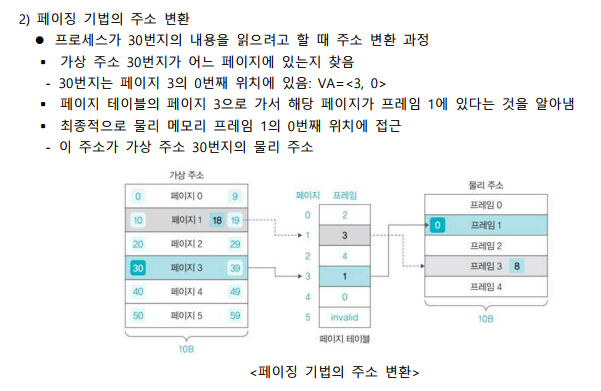 2) 페이징 기법의 주소 변환
● 프로세스가 30번지의 내용을 읽으려고 할 때 주소 변환 과정
▪ 가상 주소 30번지가 어느 페이지에 있는지 찾음
- 30번지는 페이지 3의 0번째 위치에 있음: VA=<3, 0>
▪ 페이지 테이블의 페이지 3으로 가서 해당 페이지가 프레임 1에 있다는 것을 알아냄
▪ 최종적으로 물리 메모리 프레임 1의 0번째 위치에 접근
- 이 주소가 가상 주소 30번지의 물리 주소
가상 주소
0 페이지 0 9
10 페이지 1 18 19
20 페이지 2 29
30 페이지 3 39
40 페이지 4 49
50 페이지 5 59
10B
페이지 프레임
0 2
1 3
2 4
3 1
4 0
5 invalid
페이지 테이블
물리 주소
프레임 0
0 프레임 1
프레임 2
프레임 3 8
프레임 4
10B
<페이징 기법의 주소 변환>